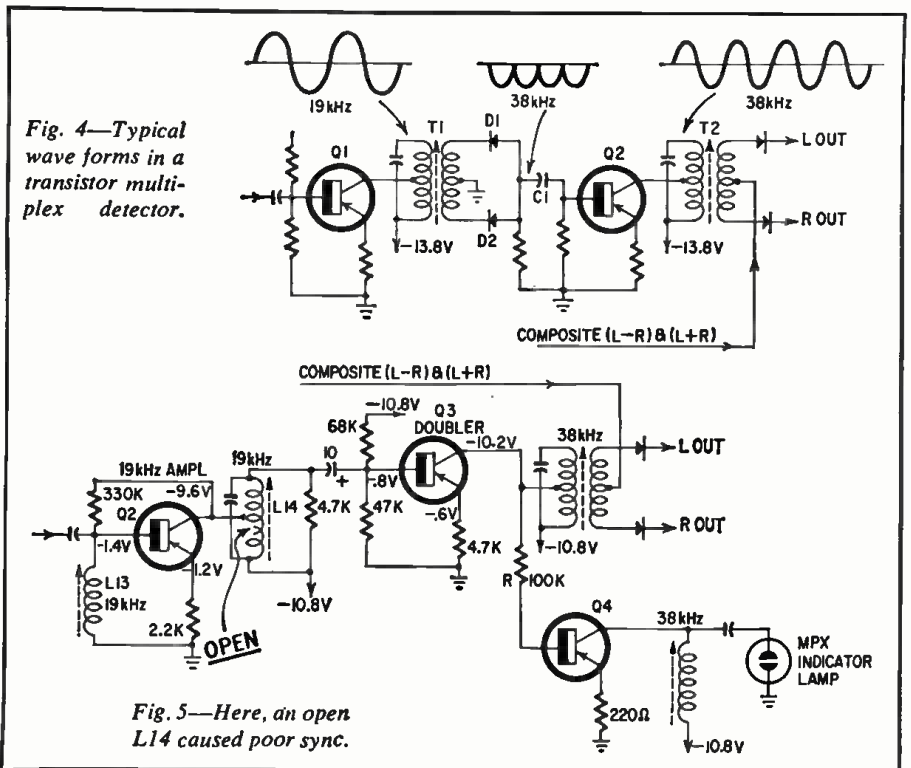 19kHz
38kHz
38kHz
Fig. 4—Typical
wave forms in a
transistor multi-
plex detector.
Q1
T1
D1
D2
C1
Q2
T2
L OUT
R OUT
-13.8V
-13.8V
COMPOSITE (L-R) & (L+R)
COMPOSITE (L-R) & (L+R)
-10.8V
68K
Q3
DOUBLER
-10.2V
38kHz
L OUT
R OUT
19kHz AMPL
330K
-9.6V
Q2
-1.4V
-1.2V
L13
19kHz
2.2K
OPEN
19kHz
L14
4.7K
-10.8V
10
+
-.8V
47K
-.6V
4.7K
-10.8V
R
100K
Q4
38kHz
MPX
INDICATOR
LAMP
220Ω
-10.8V
Fig. 5—Here, an open
L14 caused poor sync.